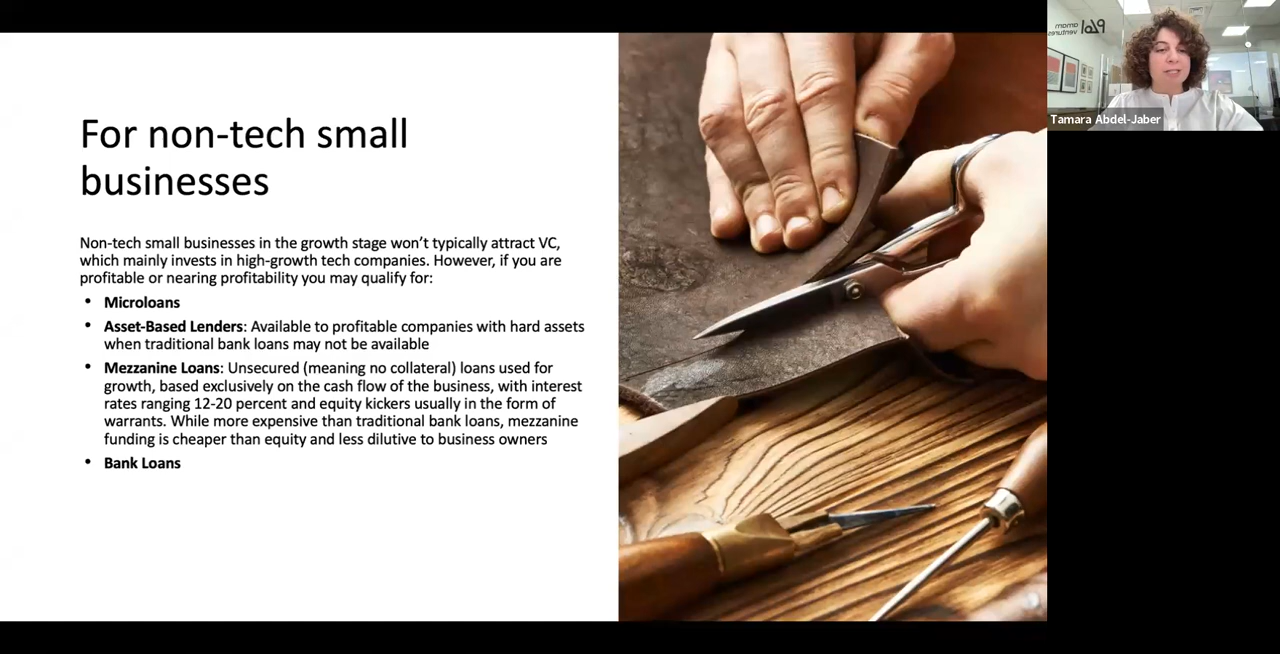 For non-tech small
businesses
Non-tech small businesses in the growth stage won’t typically attract VC,
which mainly invests in high-growth tech companies. However, if you are
profitable or nearing profitability you may qualify for:
• Microloans
• Asset-Based Lenders: Available to profitable companies with hard assets
when traditional bank loans may not be available
• Mezzanine Loans: Unsecured (meaning no collateral) loans used for
growth, based exclusively on the cash flow of the business, with interest
rates ranging 12-20 percent and equity kickers usually in the form of
warrants. While more expensive than traditional bank loans, mezzanine
funding is cheaper than equity and less dilutive to business owners
• Bank Loans
amam
ventures
Tamara Abdel-Jaber